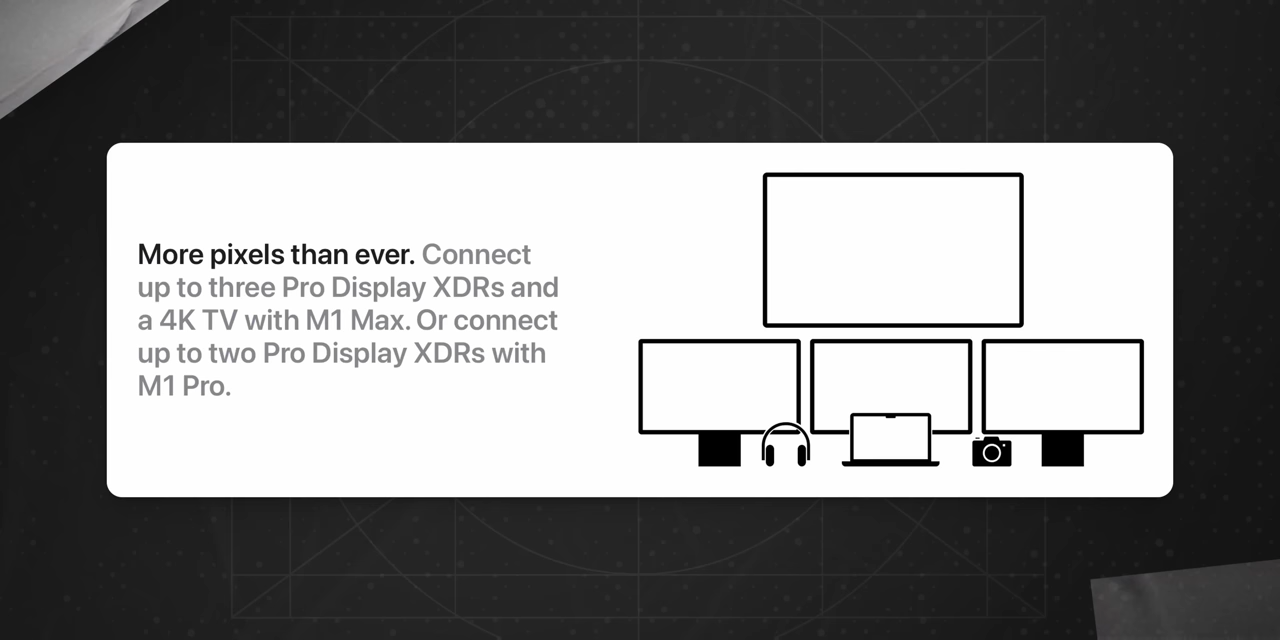 More pixels than ever. Connect
up to three Pro Display XDRs and
a 4K TV with M1 Max. Or connect
up to two Pro Display XDRs with
M1 Pro.